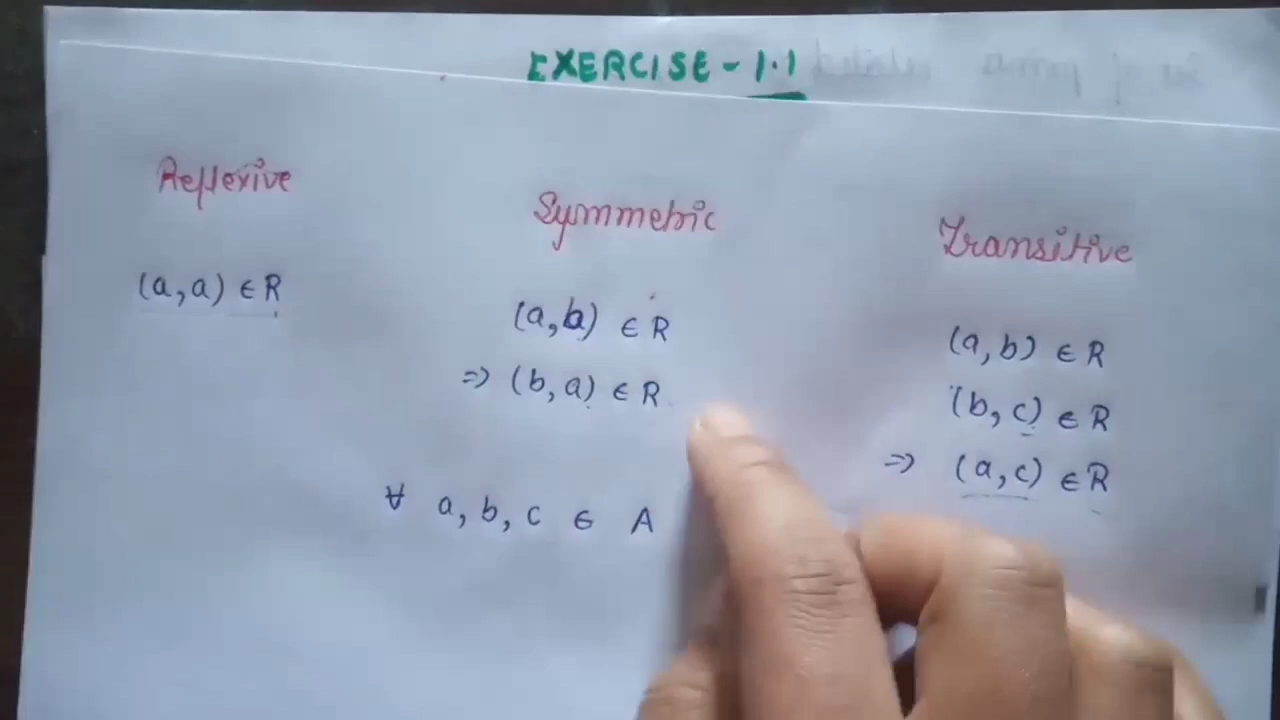 EXERCISE - 1.1
Reflexive
(a,a) ∈ R
Symmetric
(a,b) ∈ R
⇒ (b,a) ∈ R
Transitive
(a,b) ∈ R
(b,c) ∈ R
⇒ (a,c) ∈ R
∀ a, b, c ∈ A